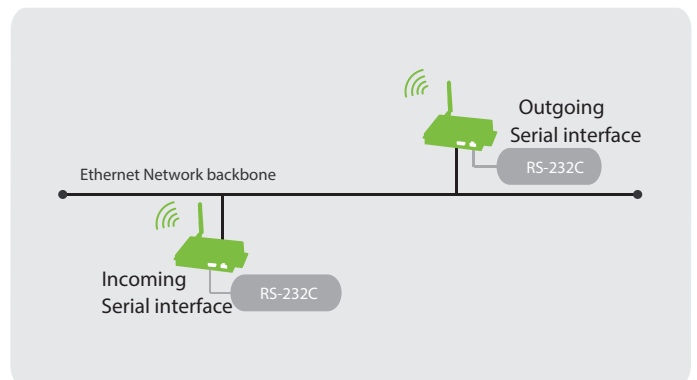 Outgoing
Serial interface
RS-232C
Ethernet Network backbone
Incoming
Serial interface
RS-232C